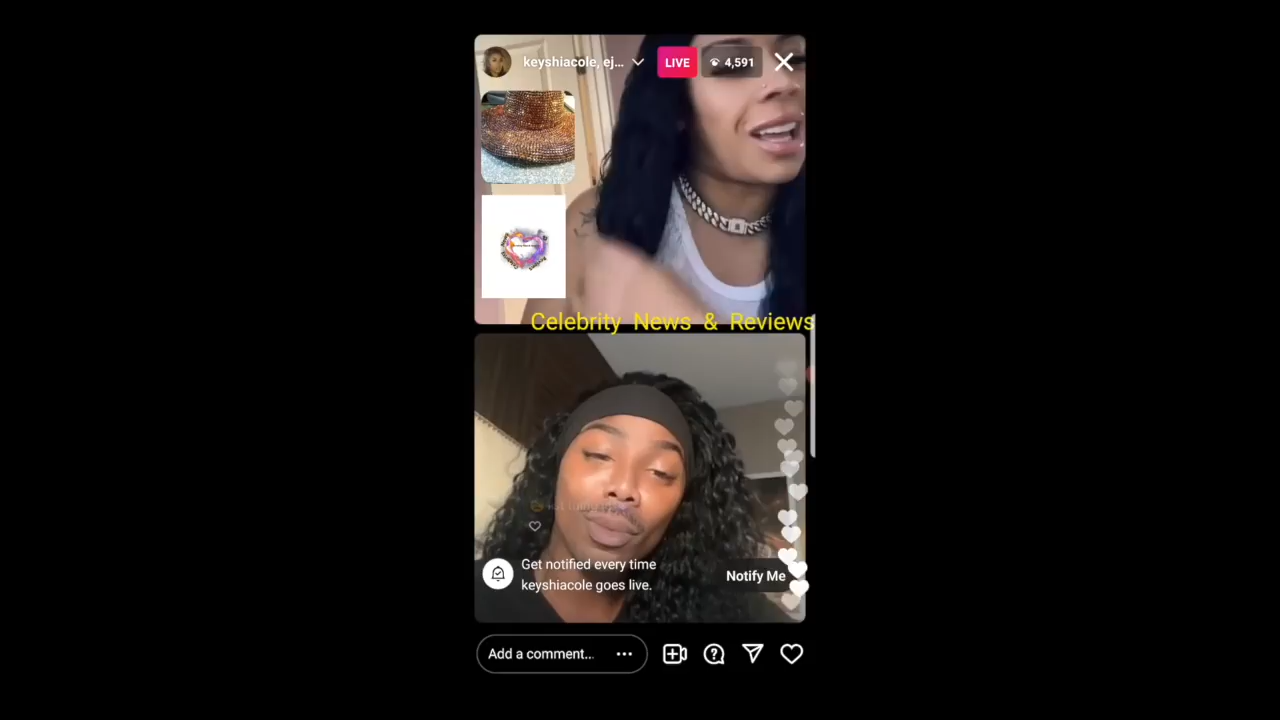 keyshiacole, ej...
LIVE
4,591
Celebrity News & Reviews
Get notified every time
keyshiacole goes live.
Notify Me
Add a comment...